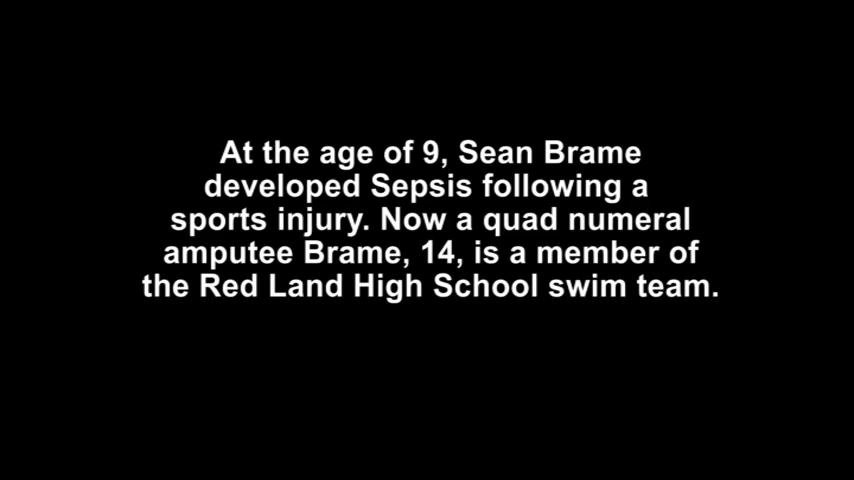 At the age of 9, Sean Brame
developed Sepsis following a
sports injury. Now a quad numeral
amputee Brame, 14, is a member of
the Red Land High School swim team.